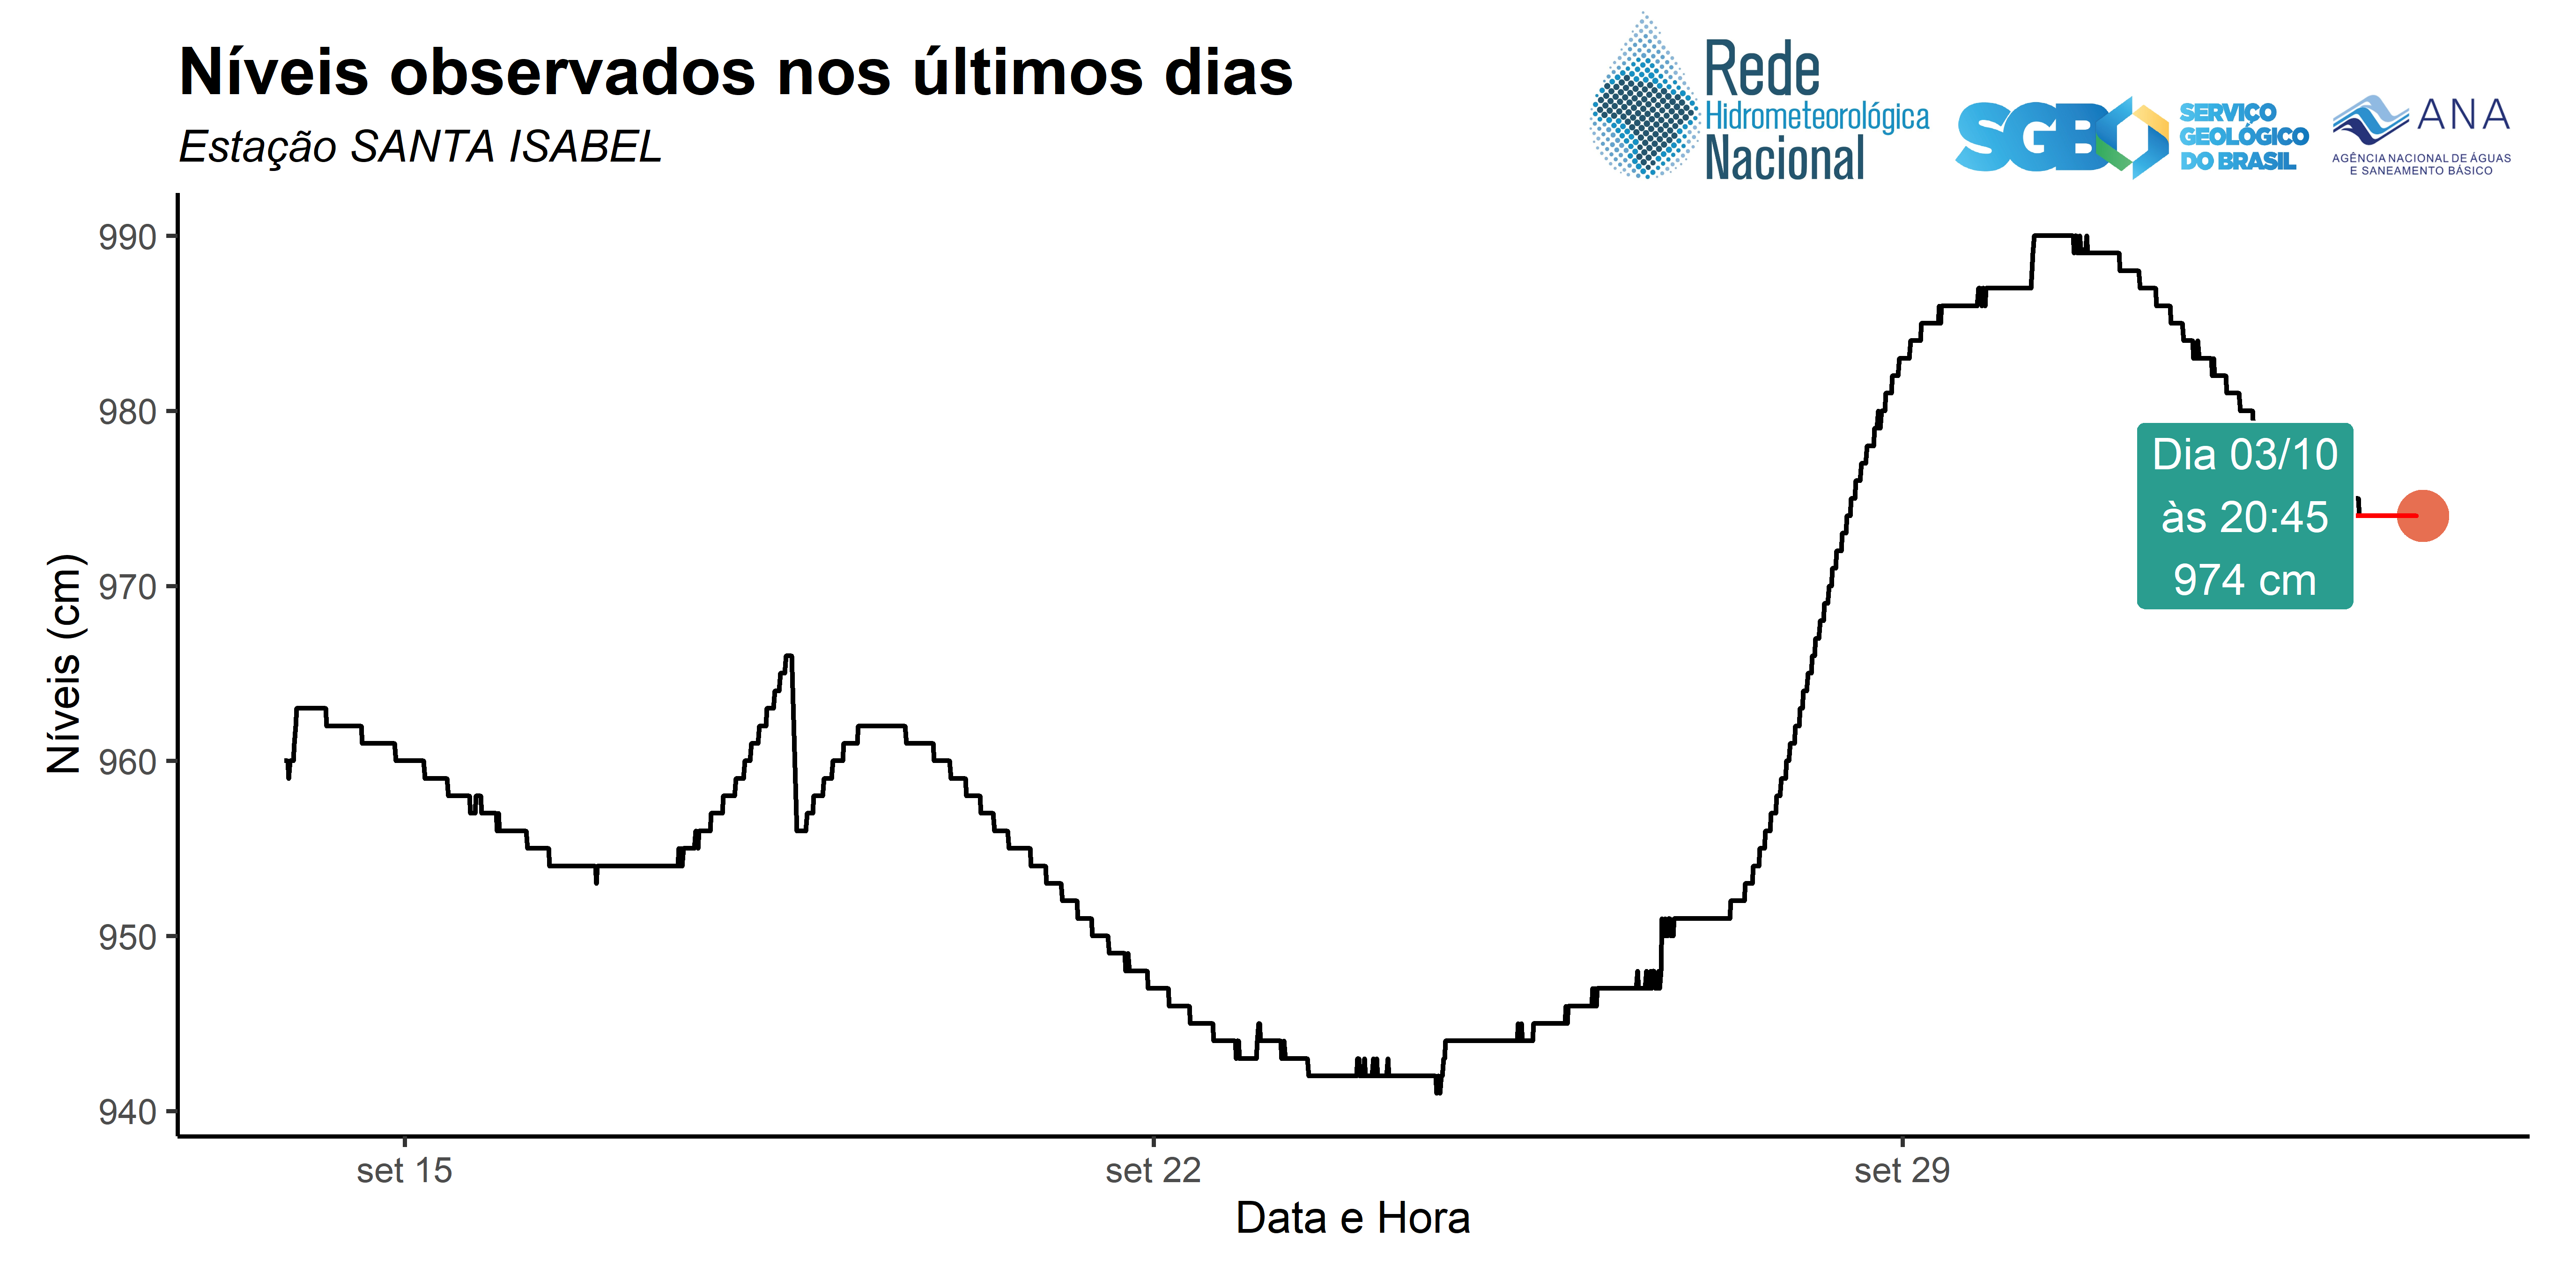 Níveis observados nos últimos dias
Estação SANTA ISABEL
Rede
Hidrometeorológica
Nacional
SGB
SERVIÇO
GEOLÓGICO
DO BRASIL
ANA
AGÊNCIA NACIONAL DE ÁGUAS
E SANEAMENTO BÁSICO
Níveis (cm)
990
980
970
960
950
940
Dia 03/10
às 20:45
974 cm
set 15
set 22
set 29
Data e Hora